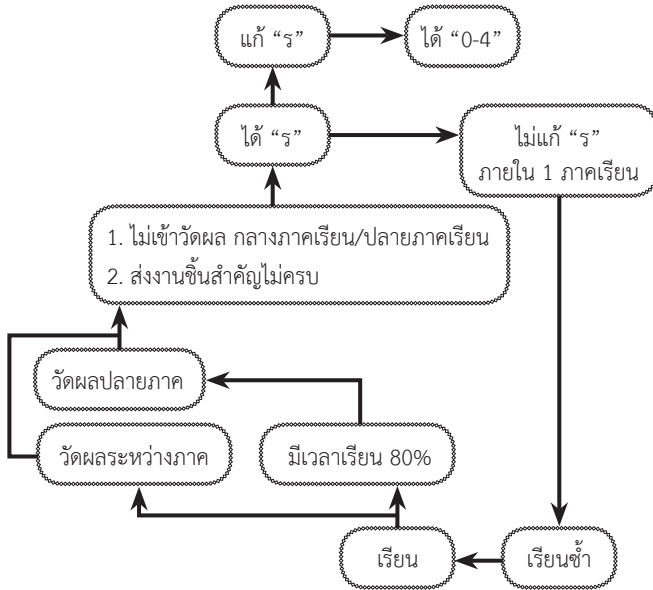 แก้ “ร”
ได้ “0-4”
ได้ “ร”
ไม่แก้ “ร”
ภายใน 1 ภาคเรียน
1. ไม่เข้าวัดผล กลางภาคเรียน/ปลายภาคเรียน
2. ส่งงานชิ้นสำคัญไม่ครบ
วัดผลปลายภาค
วัดผลระหว่างภาค
มีเวลาเรียน 80%
เรียน
เรียนซ้ำ